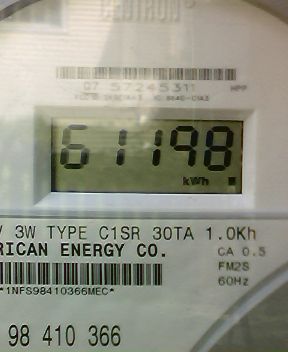 CENTRON®
07 57245311
61198
kWh
V 3W TYPE C1SR 30TA 1.0Kh
RICAN ENERGY CO.
CA 0.5
FM2S
60Hz
*1NFS98410366MEC*
98 410 366